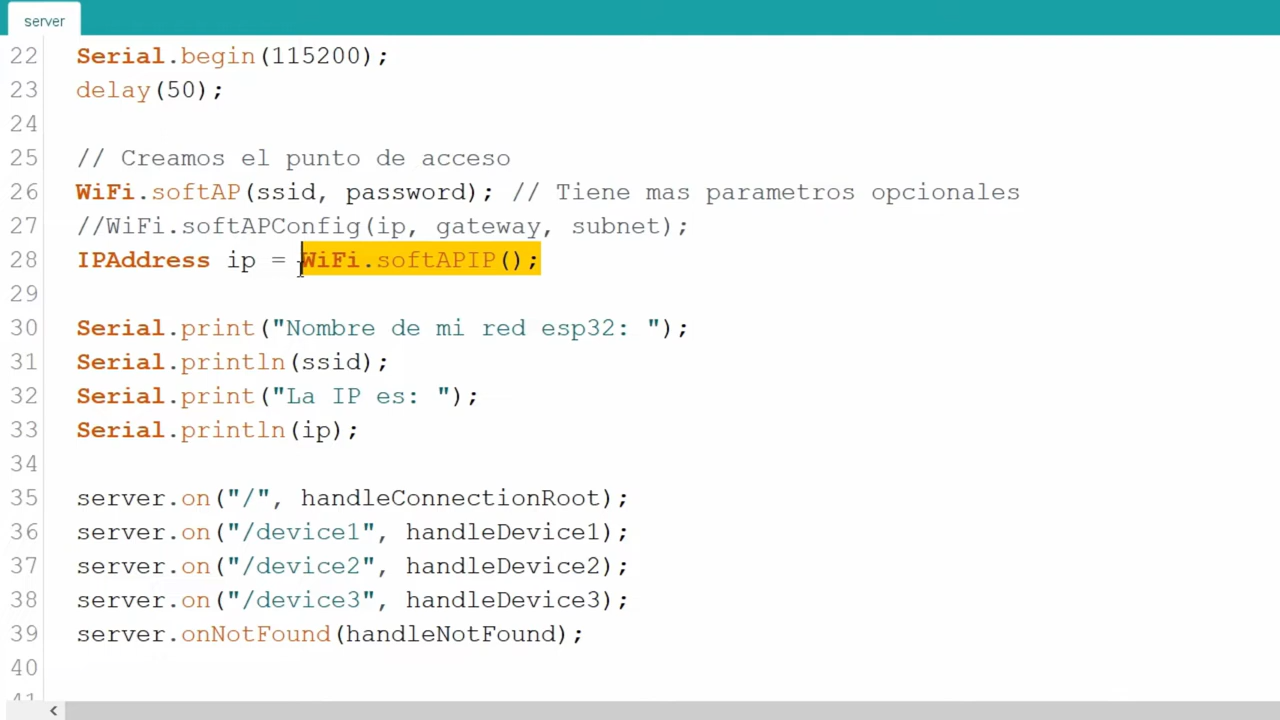 server
22 Serial.begin(115200);
23 delay(50);
24
25 // Creamos el punto de acceso
26 WiFi.softAP(ssid, password); // Tiene mas parametros opcionales
27 //WiFi.softAPConfig(ip, gateway, subnet);
28 IPAddress ip = WiFi.softAPIP();
29
30 Serial.print("Nombre de mi red esp32: ");
31 Serial.println(ssid);
32 Serial.print("La IP es: ");
33 Serial.println(ip);
34
35 server.on("/", handleConnectionRoot);
36 server.on("/device1", handleDevice1);
37 server.on("/device2", handleDevice2);
38 server.on("/device3", handleDevice3);
39 server.onNotFound(handleNotFound);
40
41